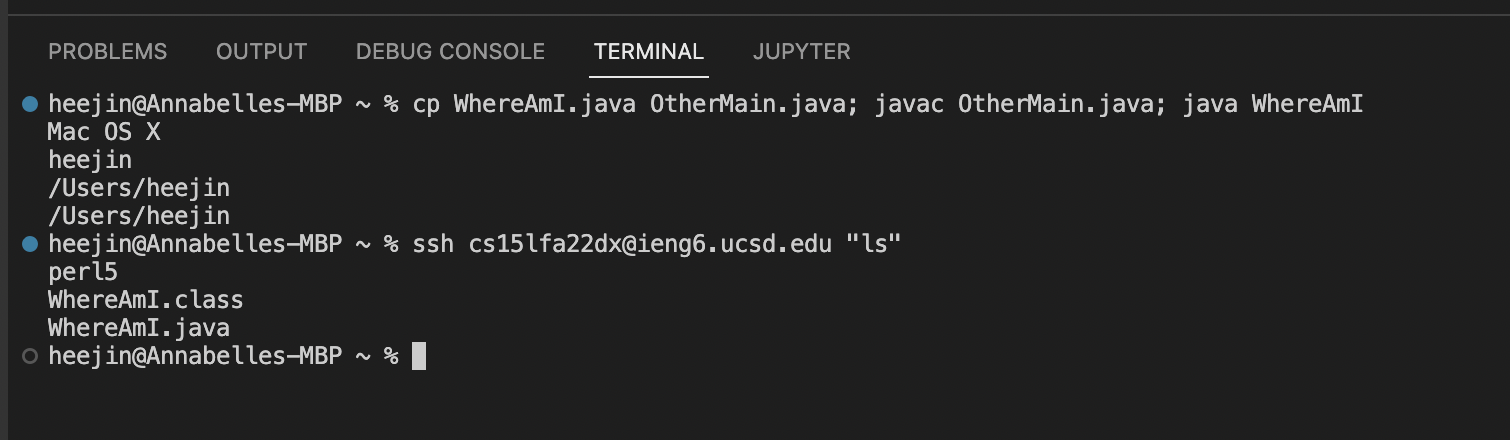 PROBLEMS OUTPUT DEBUG CONSOLE TERMINAL JUPYTER
heejin@Annabelles-MBP ~ % cp WhereAmI.java OtherMain.java; javac OtherMain.java; java WhereAmI
Mac OS X
heejin
/Users/heejin
/Users/heejin
heejin@Annabelles-MBP ~ % ssh cs15lfa22dx@ieng6.ucsd.edu "ls"
perl5
WhereAmI.class
WhereAmI.java
heejin@Annabelles-MBP ~ %